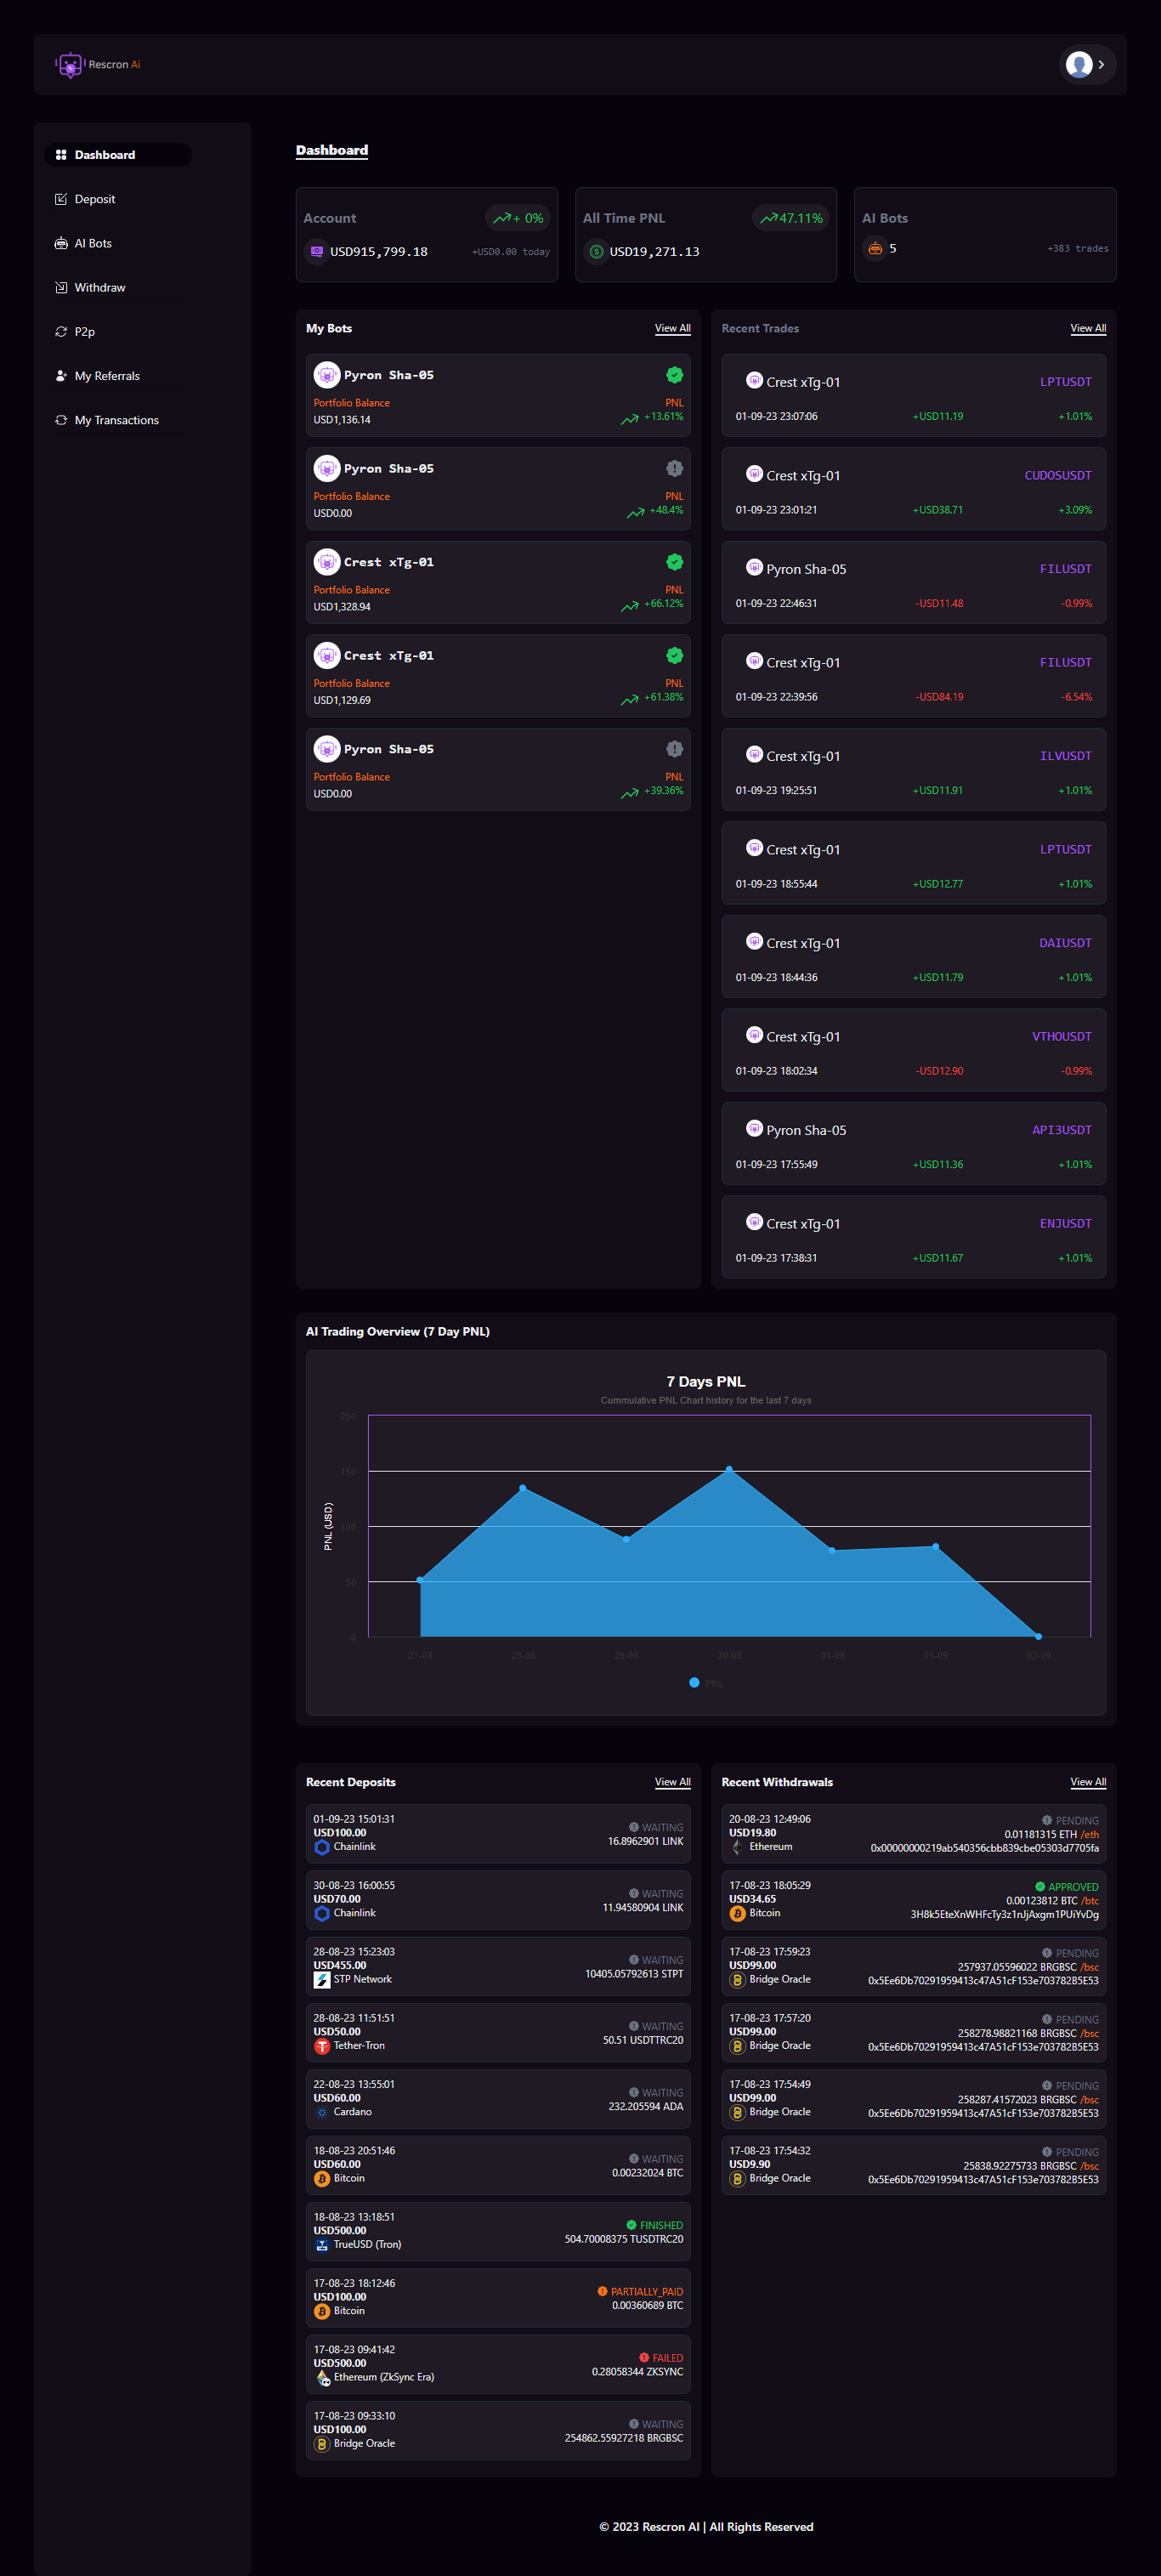 Rescron Ai
Dashboard
Deposit
AI Bots
Withdraw
P2p
My Referrals
My Transactions
Dashboard
Account
+ 0%
USD915,799.18
+USD0.00 today
All Time PNL
47.11%
USD19,271.13
AI Bots
5
+383 trades
My Bots
View All
Pyron Sha-05
Portfolio Balance
PNL
USD1,136.14
+13.61%
Pyron Sha-05
Portfolio Balance
PNL
USD0.00
+48.4%
Crest xTg-01
Portfolio Balance
PNL
USD1,328.94
+66.12%
Crest xTg-01
Portfolio Balance
PNL
USD1,129.69
+61.38%
Pyron Sha-05
Portfolio Balance
PNL
USD0.00
+39.36%
Recent Trades
View All
Crest xTg-01
LPTUSDT
01-09-23 23:07:06
+USD11.19
+1.01%
Crest xTg-01
CUDOSUSDT
01-09-23 23:01:21
+USD38.71
+3.09%
Pyron Sha-05
FILUSDT
01-09-23 22:46:31
-USD11.48
-0.99%
Crest xTg-01
FILUSDT
01-09-23 22:39:56
-USD84.19
-6.54%
Crest xTg-01
ILVUSDT
01-09-23 19:25:51
+USD11.91
+1.01%
Crest xTg-01
LPTUSDT
01-09-23 18:55:44
+USD12.77
+1.01%
Crest xTg-01
DAIUSDT
01-09-23 18:44:36
+USD11.79
+1.01%
Crest xTg-01
VTHOUSDT
01-09-23 18:02:34
-USD12.90
-0.99%
Pyron Sha-05
API3USDT
01-09-23 17:55:49
+USD11.36
+1.01%
Crest xTg-01
ENJUSDT
01-09-23 17:38:31
+USD11.67
+1.01%
AI Trading Overview (7 Day PNL)
7 Days PNL
Cummulative PNL Chart history for the last 7 days
PNL (USD)
200
150
100
50
0
27-08
28-08
29-08
30-08
31-08
01-09
02-09
PNL
Recent Deposits
View All
01-09-23 15:01:31
USD100.00
Chainlink
WAITING
16.8962901 LINK
30-08-23 16:00:55
USD70.00
Chainlink
WAITING
11.94580904 LINK
28-08-23 15:23:03
USD455.00
STP Network
WAITING
10405.05792613 STPT
28-08-23 11:51:51
USD50.00
Tether-Tron
WAITING
50.51 USDTTRC20
22-08-23 13:55:01
USD60.00
Cardano
WAITING
232.205594 ADA
18-08-23 20:51:46
USD60.00
Bitcoin
WAITING
0.00232024 BTC
18-08-23 13:18:51
USD500.00
TrueUSD (Tron)
FINISHED
504.70008375 TUSDTRC20
17-08-23 18:12:46
USD100.00
Bitcoin
PARTIALLY_PAID
0.00360689 BTC
17-08-23 09:41:42
USD500.00
Ethereum (ZkSync Era)
FAILED
0.28058344 ZKSYNC
17-08-23 09:33:10
USD100.00
Bridge Oracle
WAITING
254862.55927218 BRGBSC
Recent Withdrawals
View All
20-08-23 12:49:06
USD19.80
Ethereum
PENDING
0.01181315 ETH /eth
0x00000000219ab540356cbb839cbe05303d7705fa
17-08-23 18:05:29
USD34.65
Bitcoin
APPROVED
0.00123812 BTC /btc
3H8k5EteXnWHFcTy3z1nJjAxgm1PUiYvDg
17-08-23 17:59:23
USD99.00
Bridge Oracle
PENDING
257937.05596022 BRGBSC /bsc
0x5Ee6Db70291959413c47A51cF153e703782B5E53
17-08-23 17:57:20
USD99.00
Bridge Oracle
PENDING
258278.98821168 BRGBSC /bsc
0x5Ee6Db70291959413c47A51cF153e703782B5E53
17-08-23 17:54:49
USD99.00
Bridge Oracle
PENDING
258287.41572023 BRGBSC /bsc
0x5Ee6Db70291959413c47A51cF153e703782B5E53
17-08-23 17:54:32
USD9.90
Bridge Oracle
PENDING
25838.92275733 BRGBSC /bsc
0x5Ee6Db70291959413c47A51cF153e703782B5E53
© 2023 Rescron AI | All Rights Reserved